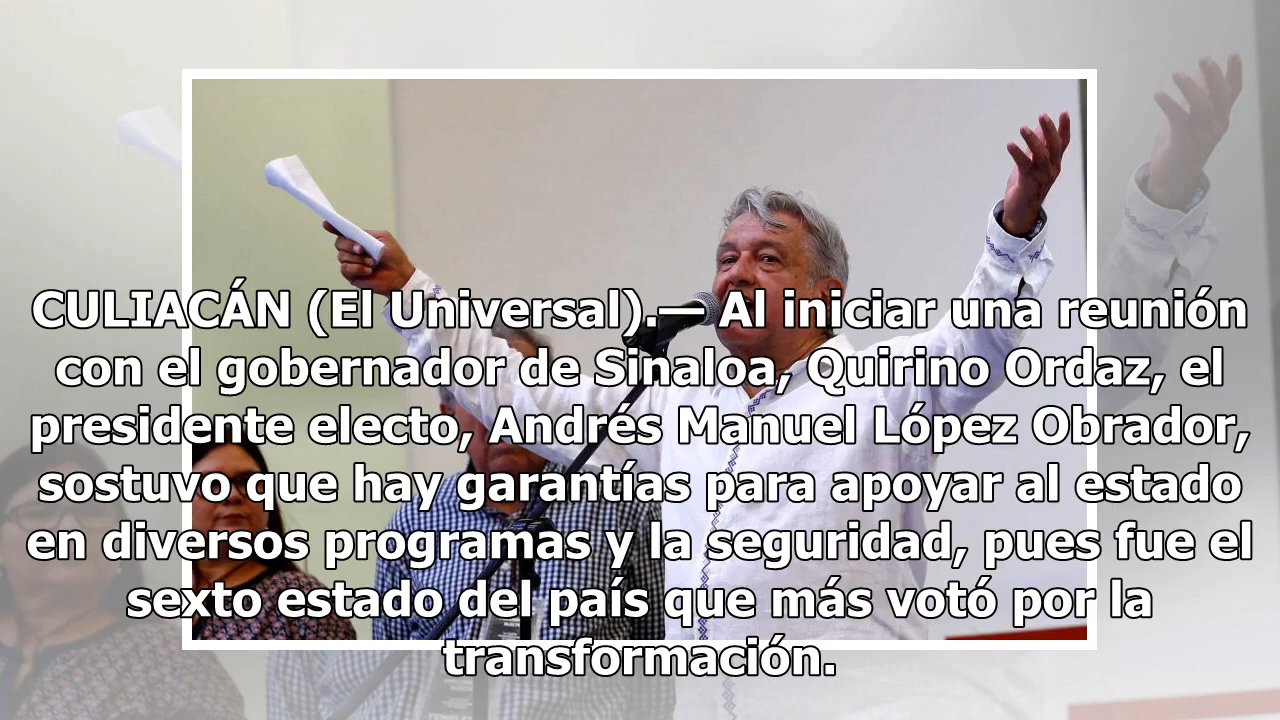 CULIACÁN (El Universal).— Al iniciar una reunión
con el gobernador de Sinaloa, Quirino Ordaz, el
presidente electo, Andrés Manuel López Obrador,
sostuvo que hay garantías para apoyar al estado
en diversos programas y la seguridad, pues fue el
sexto estado del país que más votó por la
transformación.